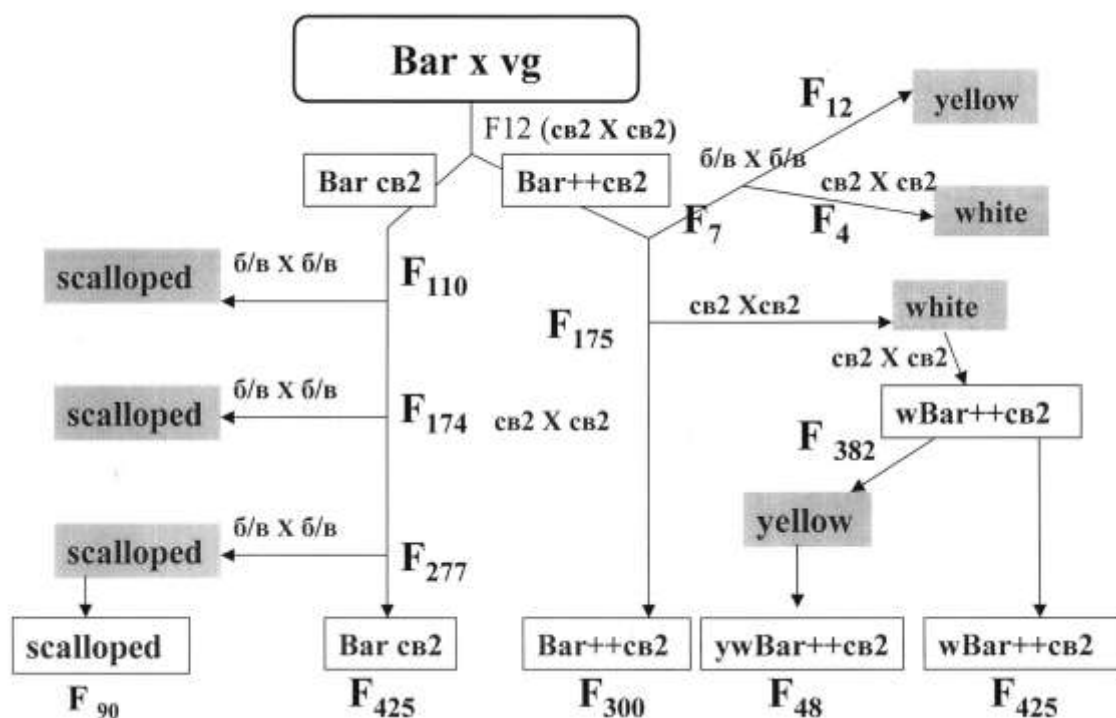 Bar x vg
F12 (св2 X св2)
Bar св2
Bar++св2
F12
yellow
б/в X б/в
св2 X св2
white
F7
F4
scalloped
б/в X б/в
F110
св2 Xсв2
white
F175
св2 X св2
scalloped
б/в X б/в
F174
св2 X св2
wBar++св2
F 382
yellow
scalloped
б/в X б/в
F277
scalloped
Bar св2
Bar++св2
ywBar++св2
wBar++св2
F 90
F425
F300
F48
F425